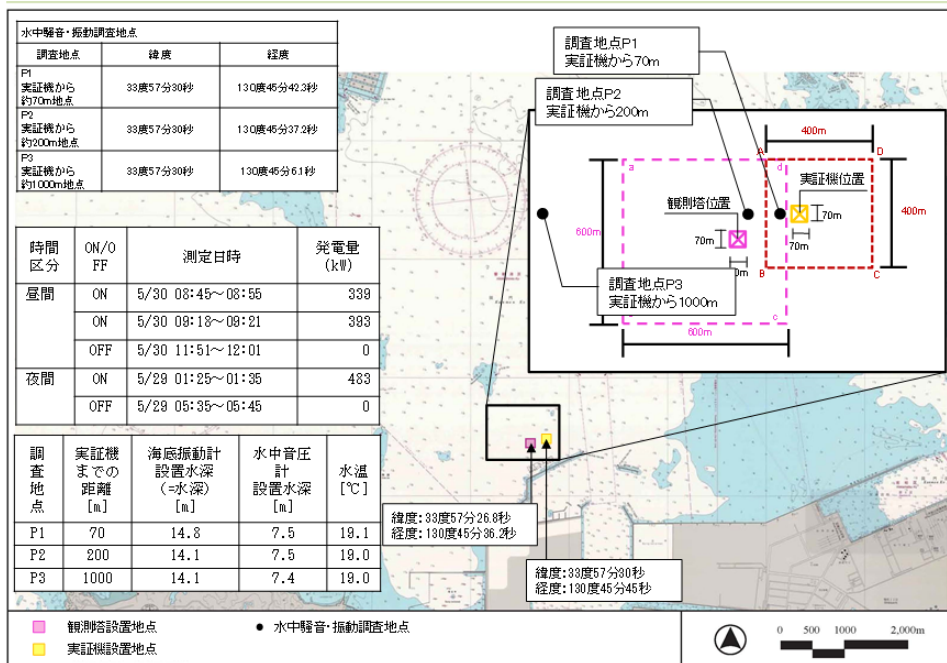 水中騒音・振動調査地点
調査地点 緯度 経度
P1
実証機から
約70m地点 33度57分30秒 130度45分42.3秒
P2
実証機から
約200m地点 33度57分30秒 130度45分37.2秒
P3
実証機から
約1000m地点 33度57分30秒 130度45分6.1秒
時間
区分 ON/O
FF 測定日時 発電量
(kW)
昼間 ON 5/30 08:45～08:55 339
ON 5/30 09:18～09:21 393
OFF 5/30 11:51～12:01 0
夜間 ON 5/29 01:25～01:35 483
OFF 5/29 05:35～05:45 0
調
査
地
点 実証機
までの
距離
[m] 海底振動計
設置水深
(=水深)
[m] 水中音圧
計
設置水深
[m] 水温
[℃]
P1 70 14.8 7.5 19.1
P2 200 14.1 7.5 19.0
P3 1000 14.1 7.4 19.0
調査地点P1
実証機から70m
調査地点P2
実証機から200m
400m
A D
a d
実証機位置
観測塔位置
70m
70m
400m
600m
70m
0m
B C
調査地点P3
実証機から1000m
c
600m
緯度:33度57分26.8秒
経度:130度45分36.2秒
緯度:33度57分30秒
経度:130度45分45秒
観測塔設置地点
水中騒音・振動調査地点
実証機設置地点
0 500 1000 2,000m